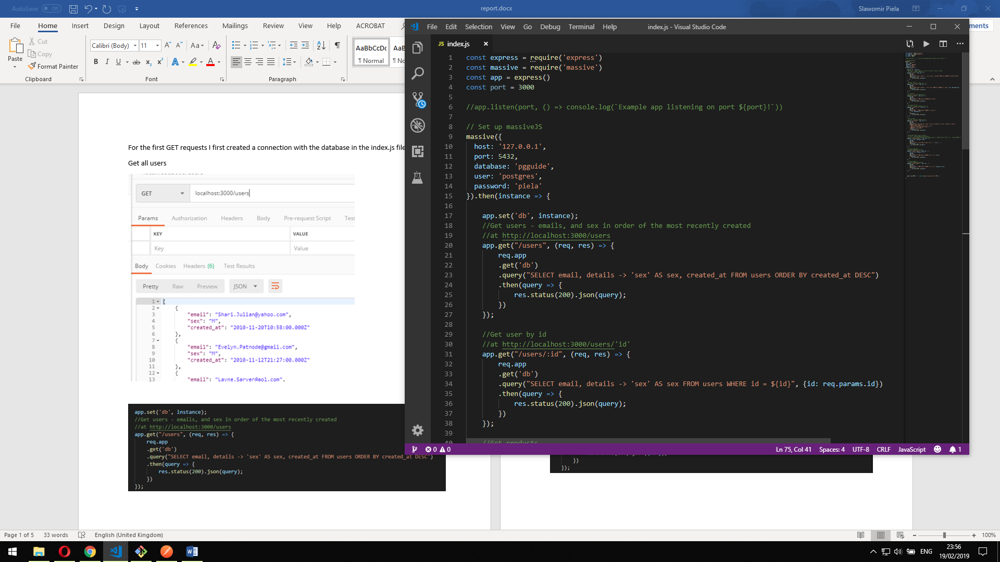 AutoSave Off
report.docx
Slawomir Piela
File Home Insert Design Layout References Mailings Review View Help ACROBAT
Paste
Cut
Copy
Format Painter
Clipboard
Calibri (Body) 11
Font
Paragraph
AaBbCcDc
¶ Normal
For the first GET requests I first created a connection with the database in the index.js file
Get all users
GET localhost:3000/users
Params Authorization Headers Body Pre-request Script
KEY VALUE
Key Value
Body Cookies Headers (6) Test Results
Pretty Raw Preview JSON
1 [
2 {
3 "email": "Shari.Julian@yahoo.com",
4 "sex": "M",
5 "created_at": "2010-11-20T10:58:00.000Z"
6 },
7 {
8 "email": "Evelyn.Patnode@gmail.com",
9 "sex": "M",
10 "created_at": "2010-11-12T21:27:00.000Z"
11 },
12 {
13 "email": "Layne.Sarver@aol.com",
app.set('db', instance);
//Get users - emails, and sex in order of the most recently created
//at http://localhost:3000/users
app.get("/users", (req, res) => {
req.app
.get('db')
.query("SELECT email, details -> 'sex' AS sex, created_at FROM users ORDER BY created_at DESC")
.then(query => {
res.status(200).json(query);
})
});
File Edit Selection View Go Debug Terminal Help
index.js - Visual Studio Code
JS index.js
1 const express = require('express')
2 const massive = require('massive')
3 const app = express()
4 const port = 3000
5
6 //app.listen(port, () => console.log(`Example app listening on port ${port}!`))
7
8 // Set up massiveJS
9 massive({
10 host: '127.0.0.1',
11 port: 5432,
12 database: 'pgguide',
13 user: 'postgres',
14 password: 'piela'
15 }).then(instance => {
16
17 app.set('db', instance);
18 //Get users - emails, and sex in order of the most recently created
19 //at http://localhost:3000/users
20 app.get("/users", (req, res) => {
21 req.app
22 .get('db')
23 .query("SELECT email, details -> 'sex' AS sex, created_at FROM users ORDER BY created_at DESC")
24 .then(query => {
25 res.status(200).json(query);
26 })
27 });
28
29 //Get user by id
30 //at http://localhost:3000/users/'id'
31 app.get("/users/:id", (req, res) => {
32 req.app
33 .get('db')
34 .query("SELECT email, details -> 'sex' AS sex FROM users WHERE id = ${id}", {id: req.params.id})
35 .then(query => {
36 res.status(200).json(query);
37 })
38 });
39
40 //Get products
0 0
Ln 75, Col 41 Spaces: 4 UTF-8 CRLF JavaScript 1
})
});
Page 1 of 5 33 words English (United Kingdom)
100%
ENG
23:56
19/02/2019